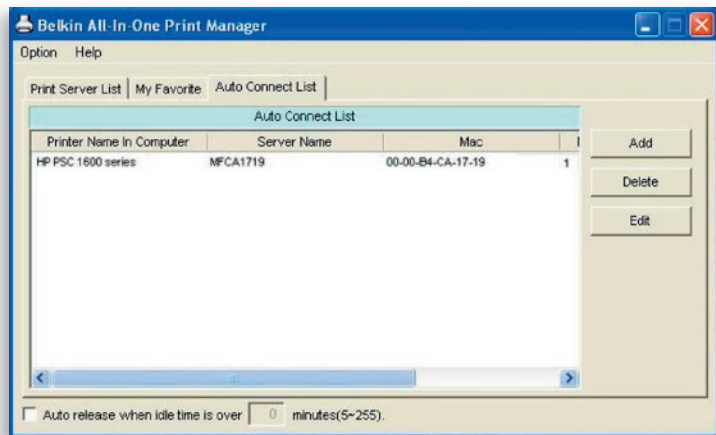 Belkin All-In-One Print Manager
Option Help
Print Server List My Favorite Auto Connect List
Auto Connect List
Printer Name in Computer Server Name Mac
HP PSC 1600 series MFCA1719 00-00-B4-CA-17-19 1
Add
Delete
Edit
Auto release when idle time is over 0 minutes(5~255).